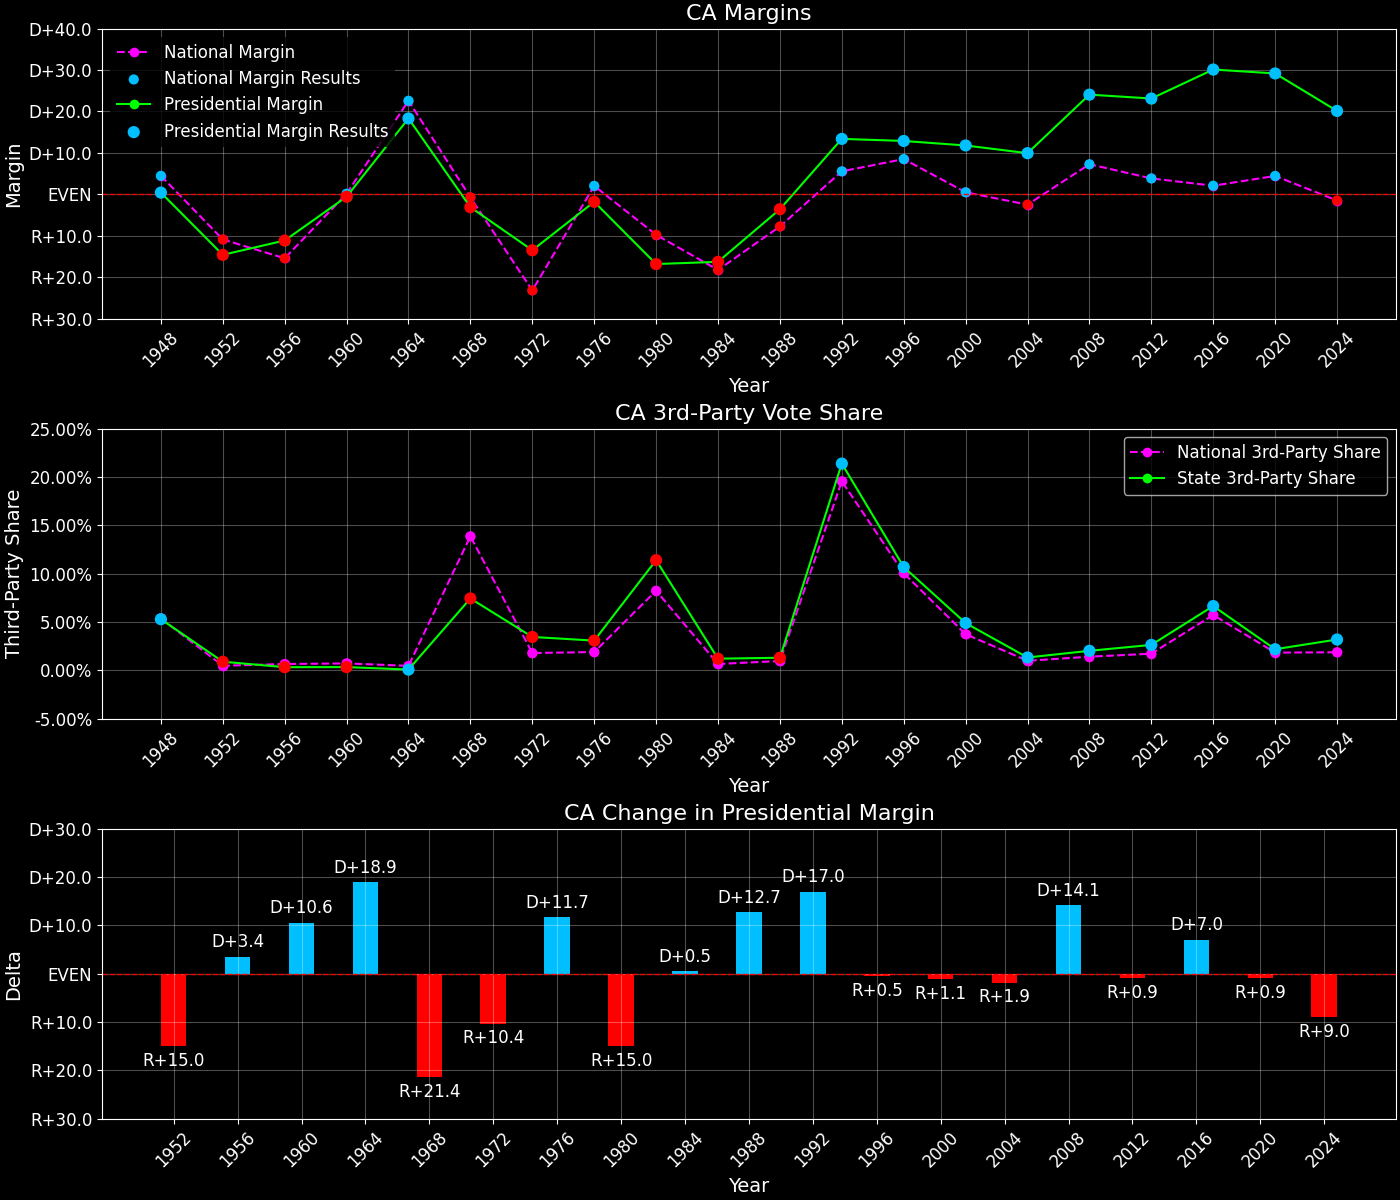 CA Margins
D+40.0
D+30.0
D+20.0
D+10.0
EVEN
R+10.0
R+20.0
R+30.0
Margin
National Margin
National Margin Results
Presidential Margin
Presidential Margin Results
1948 1952 1956 1960 1964 1968 1972 1976 1980 1984 1988 1992 1996 2000 2004 2008 2012 2016 2020 2024
Year
CA 3rd-Party Vote Share
25.00%
20.00%
15.00%
10.00%
5.00%
0.00%
-5.00%
Third-Party Share
National 3rd-Party Share
State 3rd-Party Share
1948 1952 1956 1960 1964 1968 1972 1976 1980 1984 1988 1992 1996 2000 2004 2008 2012 2016 2020 2024
Year
CA Change in Presidential Margin
D+30.0
D+20.0
D+10.0
EVEN
R+10.0
R+20.0
R+30.0
Delta
R+15.0
D+3.4
D+10.6
D+18.9
R+21.4
R+10.4
D+11.7
R+15.0
D+0.5
D+12.7
D+17.0
R+0.5
R+1.1
R+1.9
D+14.1
R+0.9
D+7.0
R+0.9
R+9.0
1952 1956 1960 1964 1968 1972 1976 1980 1984 1988 1992 1996 2000 2004 2008 2012 2016 2020 2024
Year